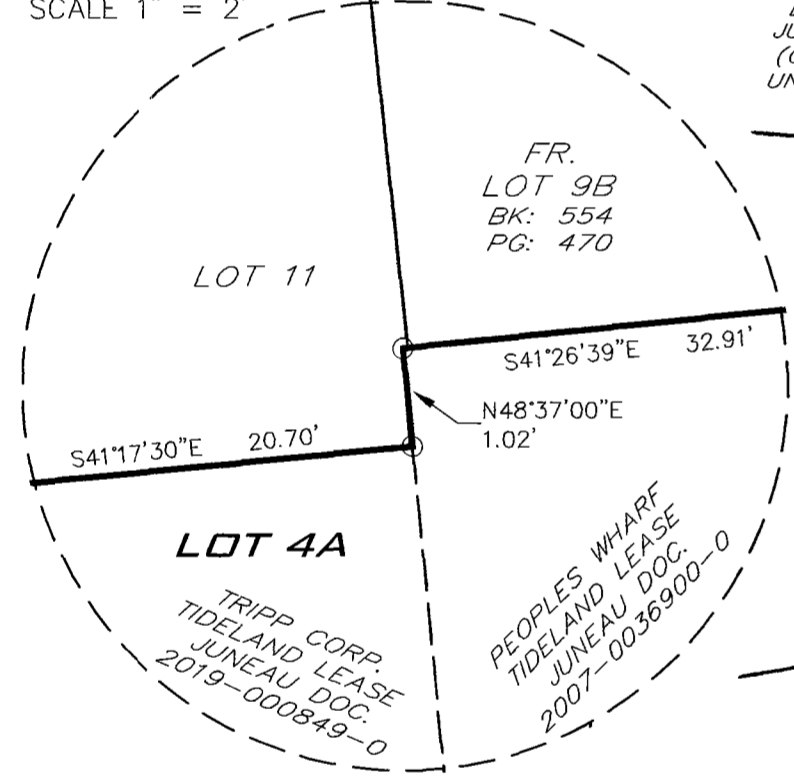 SCALE 1" = 2'
JU
(C
UN
FR.
LOT 9B
BK: 554
PG: 470
LOT 11
S41°26'39"E 32.91'
N48°37'00"E
1.02'
S41°17'30"E 20.70'
LOT 4A
TRIPP CORP.
TIDELAND LEASE
JUNEAU DOC.
2019-000849-0
PEOPLES WHARF
TIDELAND LEASE
JUNEAU DOC.
2007-0036900-0